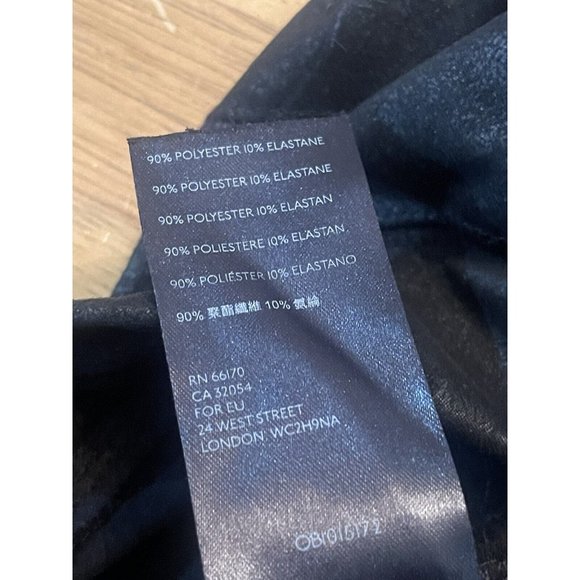 90% POLYESTER 10% ELASTANE
90% POLYESTER 10% ELASTANE
90% POLYESTER 10% ELASTAN
90% POLIESTERE 10% ELASTAN
90% POLIÉSTER 10% ELASTANO
90% 聚酯纖維 10% 氨綸
RN 66170
CA 32054
FOR EU
24 WEST STREET
LONDON WC2H9NA